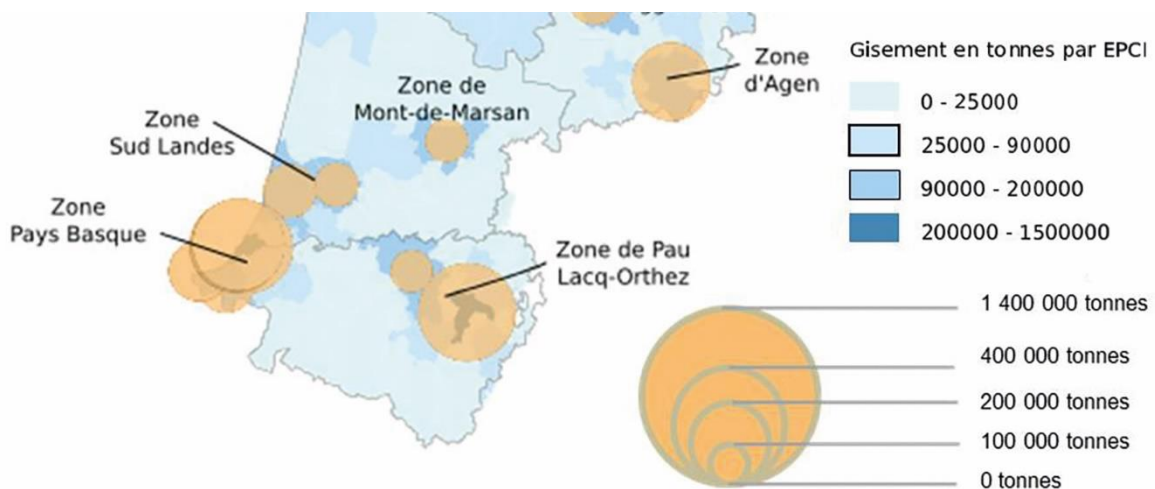 Zone
d'Agen
Zone de
Mont-de-Marsan
Zone
Sud Landes
Zone
Pays Basque
Zone de Pau
Lacq-Orthez
Gisement en tonnes par EPCI
0 - 25000
25000 - 90000
90000 - 200000
200000 - 1500000
1 400 000 tonnes
400 000 tonnes
200 000 tonnes
100 000 tonnes
0 tonnes